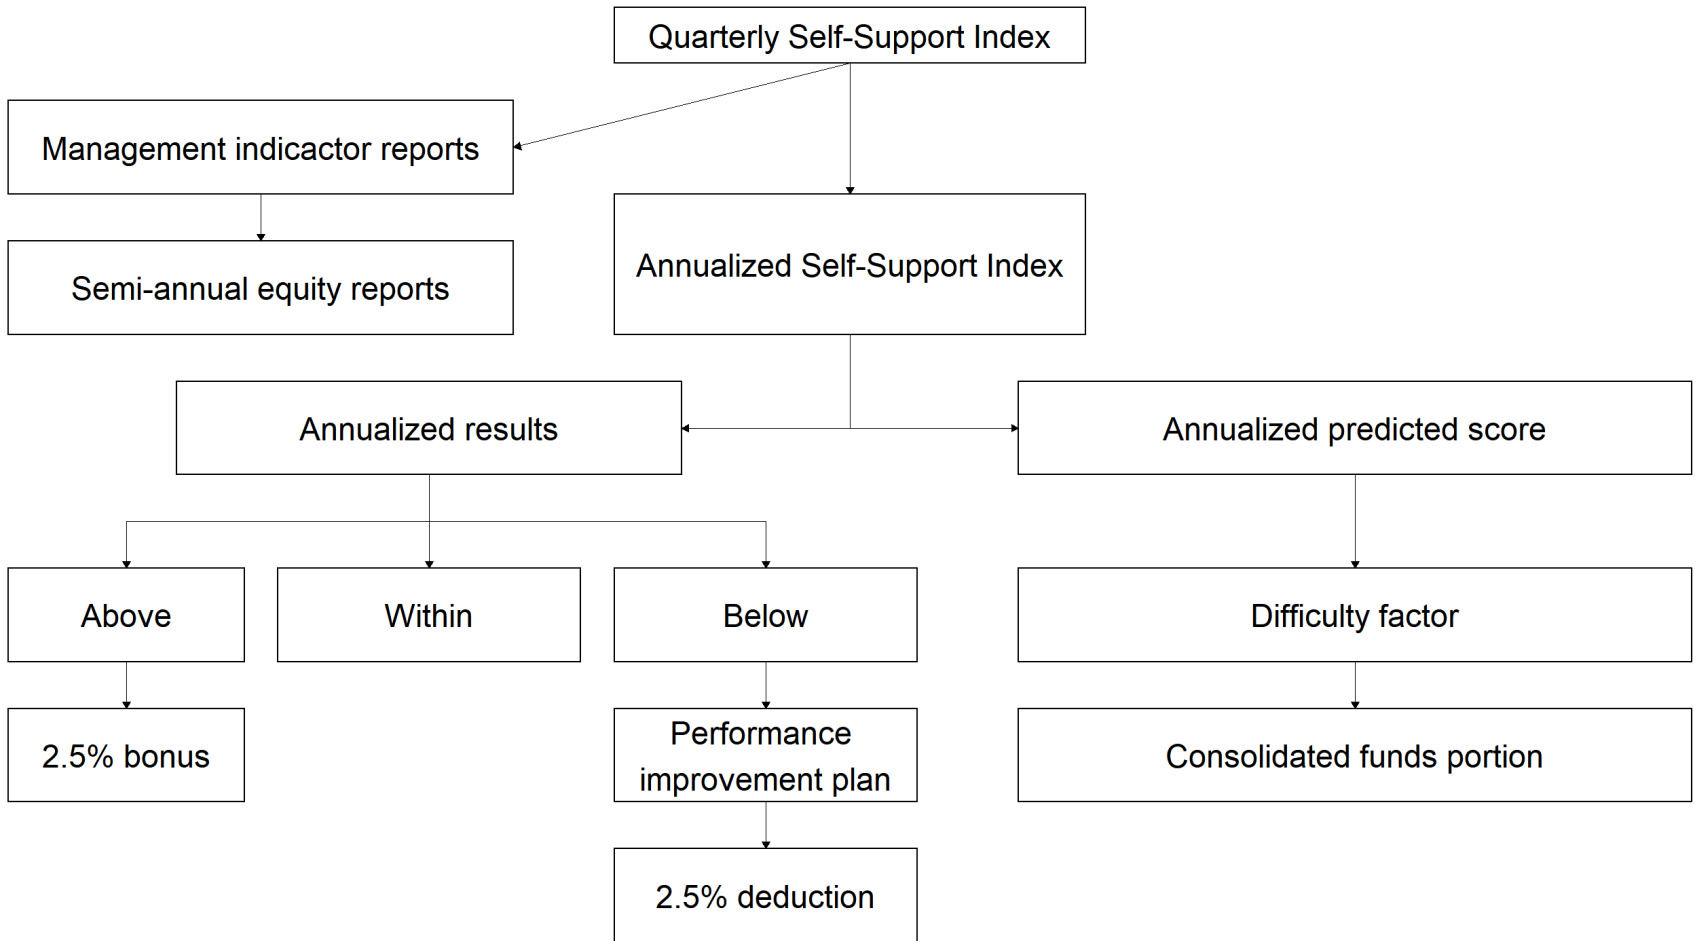 Quarterly Self-Support Index
Management indicactor reports
Semi-annual equity reports
Annualized Self-Support Index
Annualized results
Annualized predicted score
Above
Within
Below
Difficulty factor
2.5% bonus
Performance
improvement plan
Consolidated funds portion
2.5% deduction